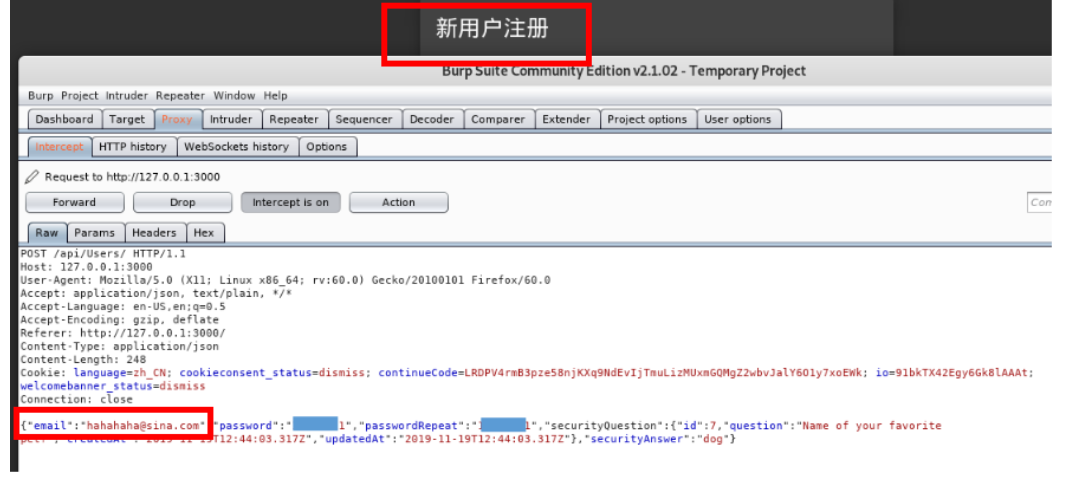 新用户注册
Burp Suite Community Edition v2.1.02 - Temporary Project
Burp Project Intruder Repeater Window Help
Dashboard Target Proxy Intruder Repeater Sequencer Decoder Comparer Extender Project options User options
Intercept HTTP history WebSockets history Options
Request to http://127.0.0.1:3000
Forward Drop Intercept is on Action
Raw Params Headers Hex
POST /api/Users/ HTTP/1.1
Host: 127.0.0.1:3000
User-Agent: Mozilla/5.0 (X11; Linux x86_64; rv:60.0) Gecko/20100101 Firefox/60.0
Accept: application/json, text/plain, */*
Accept-Language: en-US,en;q=0.5
Accept-Encoding: gzip, deflate
Referer: http://127.0.0.1:3000/
Content-Type: application/json
Content-Length: 248
Cookie: language=zh_CN; cookieconsent_status=dismiss; continueCode=LRDPV4rmB3pze58njKXq9NdEvIjTmuLizMUxmGQMgZ2wbvJalY6O1y7xoEWk; io=91bkTX42Egy6Gk8lAAAt;
welcomebanner_status=dismiss
Connection: close
{"email":"hahahaha@sina.com" "password":" 1","passwordRepeat":" 1","securityQuestion":{"id":7,"question":"Name of your favorite
"2019-11-19T12:44:03.317Z","updatedAt":"2019-11-19T12:44:03.317Z"},"securityAnswer":"dog"}